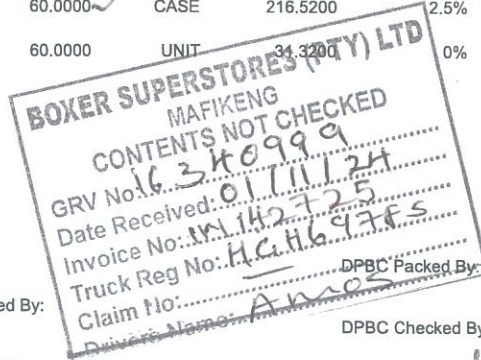 60.0000 CASE 216.5200 2.5%
60.0000 UNIT 31.3200 0%
BOXER SUPERSTORES (PTY) LTD
MAFIKENG
CONTENTS NOT CHECKED
GRV No: 16340999
Date Received: 01/11/24
Invoice No: IN142725
Truck Reg No: HGH697FS
Claim No:
Drivers Name: Amos
DPBC Packed By:
ed By:
DPBC Checked By